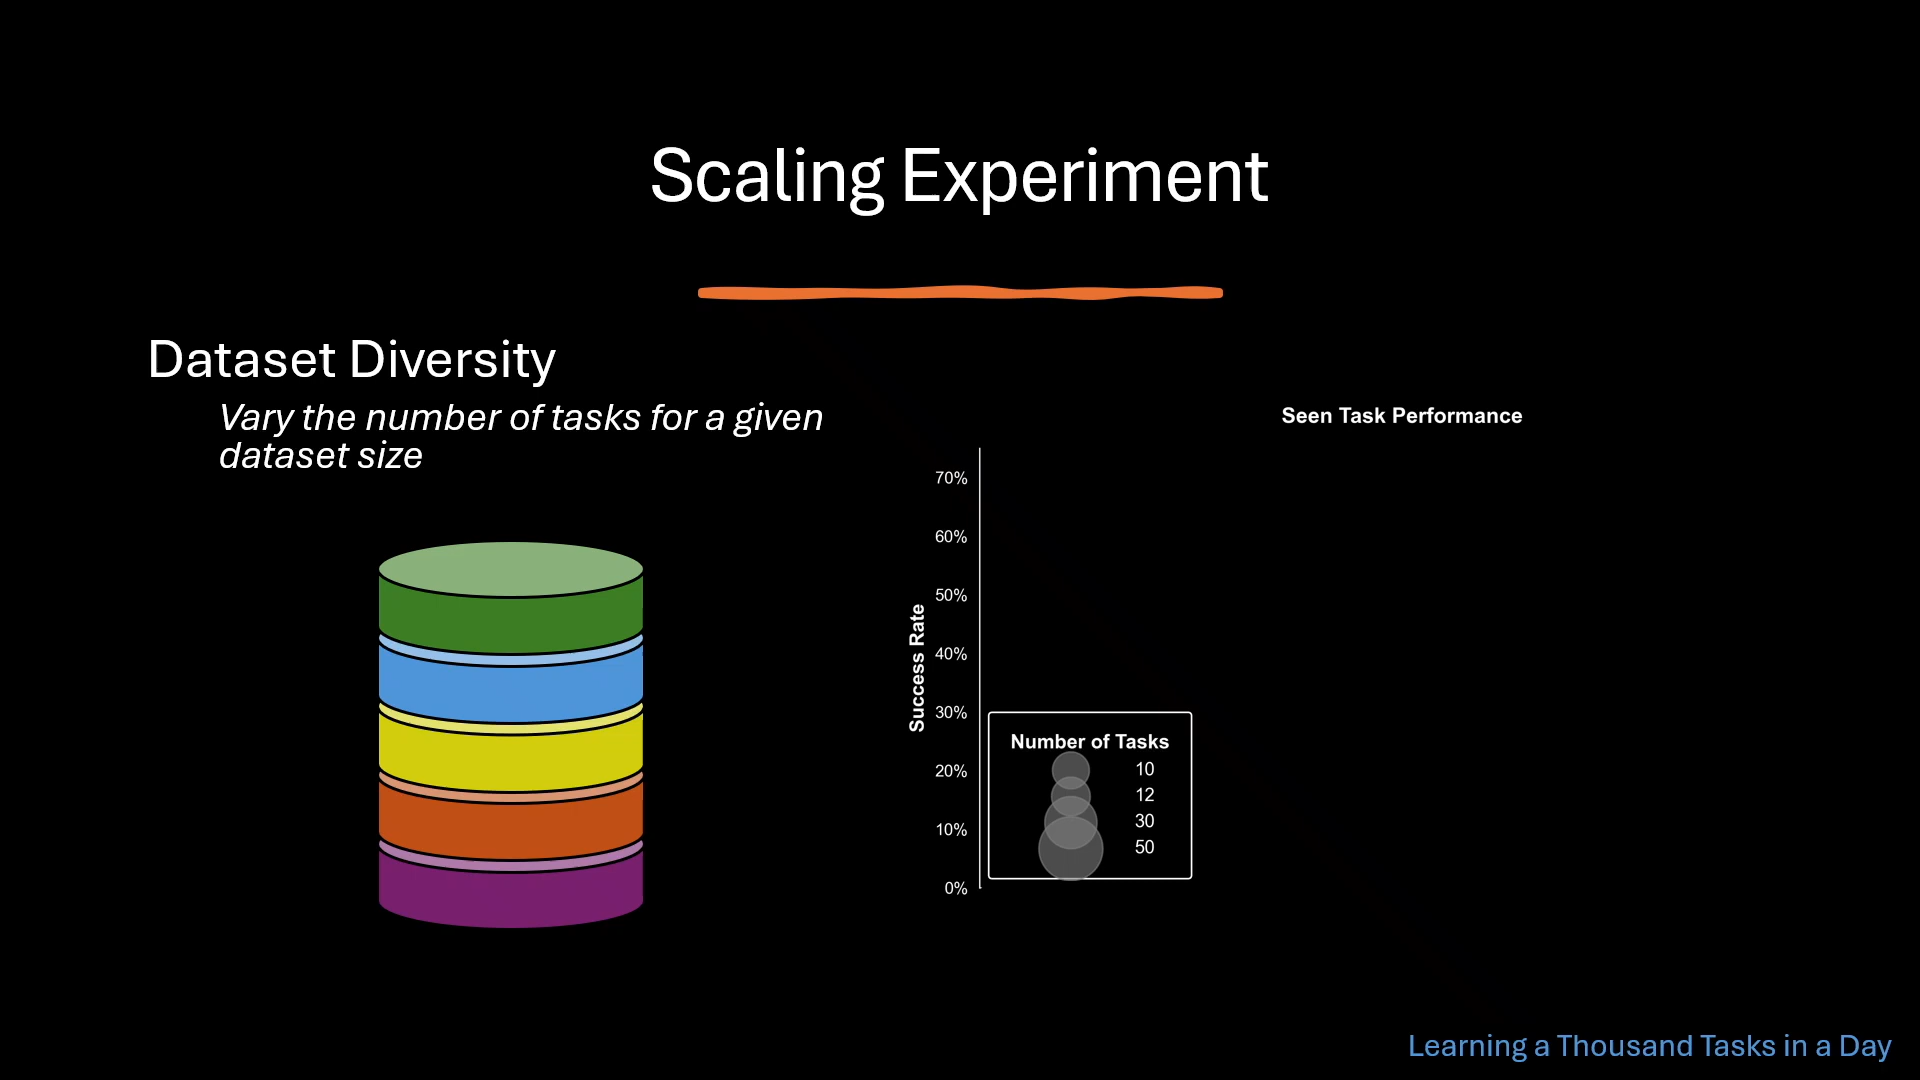 Scaling Experiment
Dataset Diversity
Vary the number of tasks for a given
dataset size
Seen Task Performance
Success Rate
70%
60%
50%
40%
30%
20%
10%
0%
Number of Tasks
10
12
30
50
Learning a Thousand Tasks in a Day